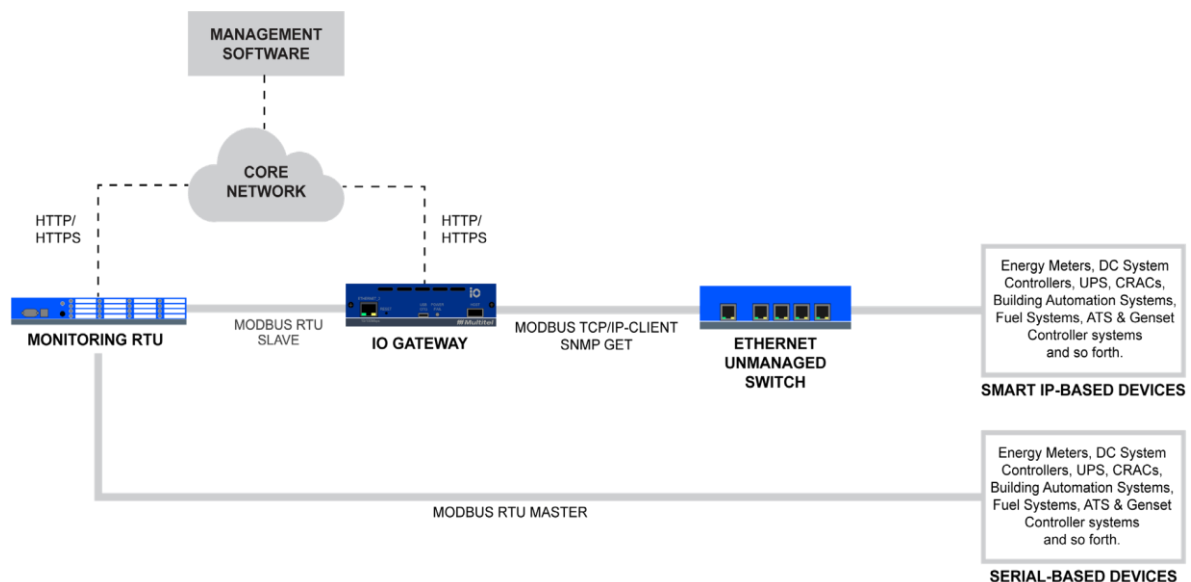 MANAGEMENT
SOFTWARE
CORE
NETWORK
HTTP/
HTTPS
HTTP/
HTTPS
MONITORING RTU
MODBUS RTU
SLAVE
io
Multitel
IO GATEWAY
MODBUS TCP/IP-CLIENT
SNMP GET
ETHERNET
UNMANAGED
SWITCH
Energy Meters, DC System
Controllers, UPS, CRACs,
Building Automation Systems,
Fuel Systems, ATS & Genset
Controller systems
and so forth.
SMART IP-BASED DEVICES
MODBUS RTU MASTER
Energy Meters, DC System
Controllers, UPS, CRACs,
Building Automation Systems,
Fuel Systems, ATS & Genset
Controller systems
and so forth.
SERIAL-BASED DEVICES